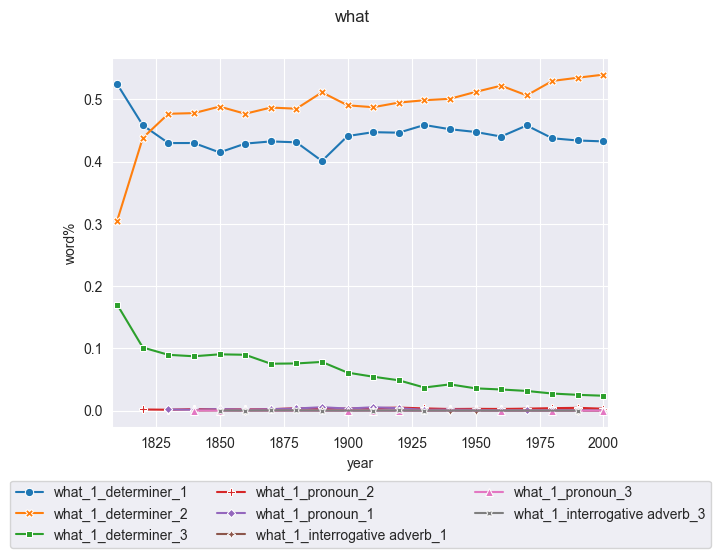 what
0.5
0.4
0.3
0.2
0.1
0.0
word%
1825 1850 1875 1900 1925 1950 1975 2000
year
what_1_determiner_1 what_1_pronoun_2 what_1_pronoun_3
what_1_determiner_2 what_1_pronoun_1 what_1_interrogative adverb_3
what_1_determiner_3 what_1_interrogative adverb_1